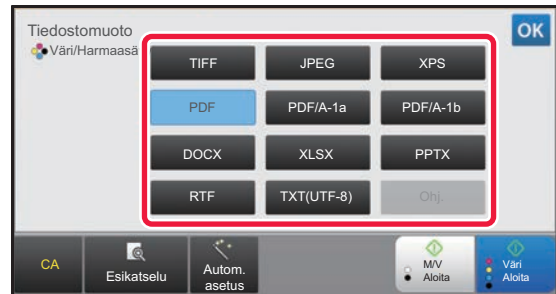 Tiedostomuoto
OK
Väri/Harmaasä
TIFF JPEG XPS
PDF PDF/A-1a PDF/A-1b
DOCX XLSX PPTX
RTF TXT(UTF-8) Ohj.
CA
Esikatselu
Autom.
asetus
M/V
Aloita
Väri
Aloita